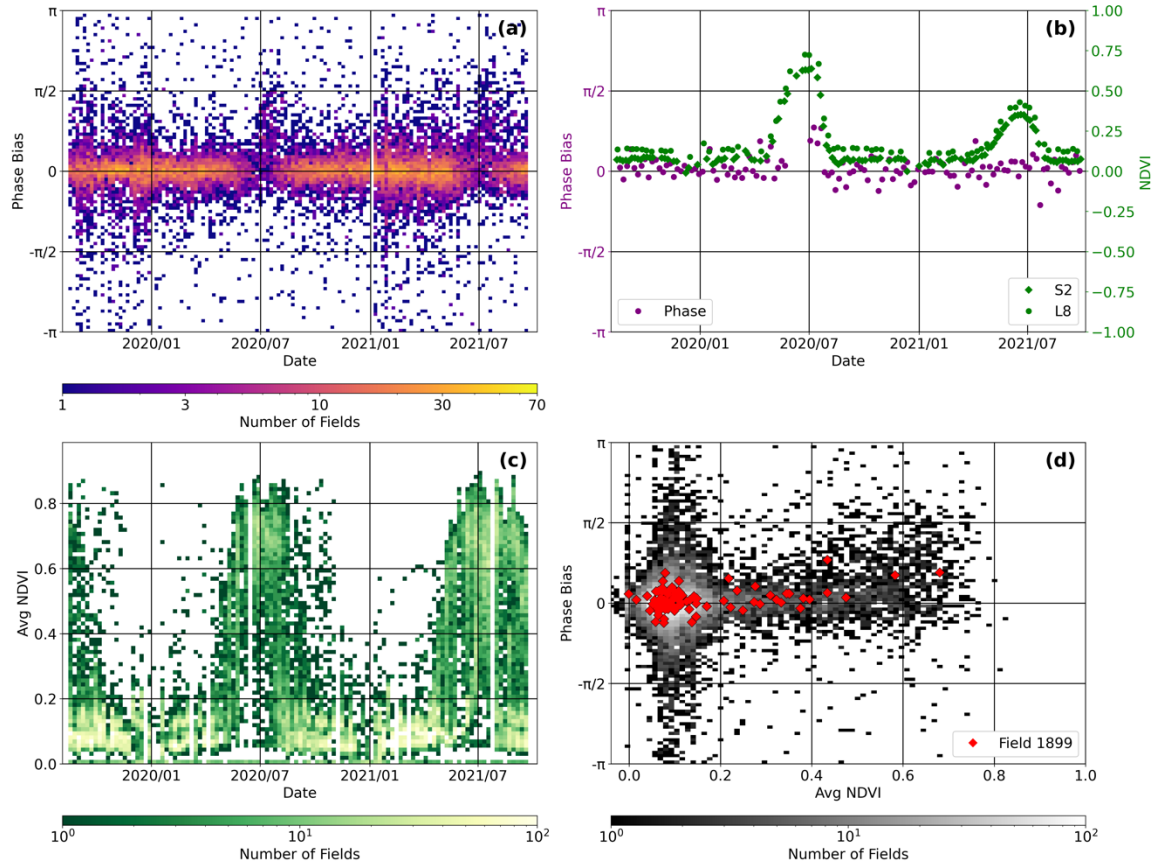 (a)
π
π/2
0
-π/2
-π
Phase Bias
2020/01 2020/07 2021/01 2021/07
Date
1 3 10 30 70
Number of Fields
(b)
π
π/2
0
-π/2
-π
Phase Bias
1.00
0.75
0.50
0.25
0.00
−0.25
−0.50
−0.75
−1.00
NDVI
Phase
S2
L8
2020/01 2020/07 2021/01 2021/07
Date
(c)
0.8
0.6
0.4
0.2
0.0
Avg NDVI
2020/01 2020/07 2021/01 2021/07
Date
10⁰ 10¹ 10²
Number of Fields
(d)
π
π/2
0
-π/2
-π
Phase Bias
Field 1899
0.0 0.2 0.4 0.6 0.8 1.0
Avg NDVI
10⁰ 10¹ 10²
Number of Fields